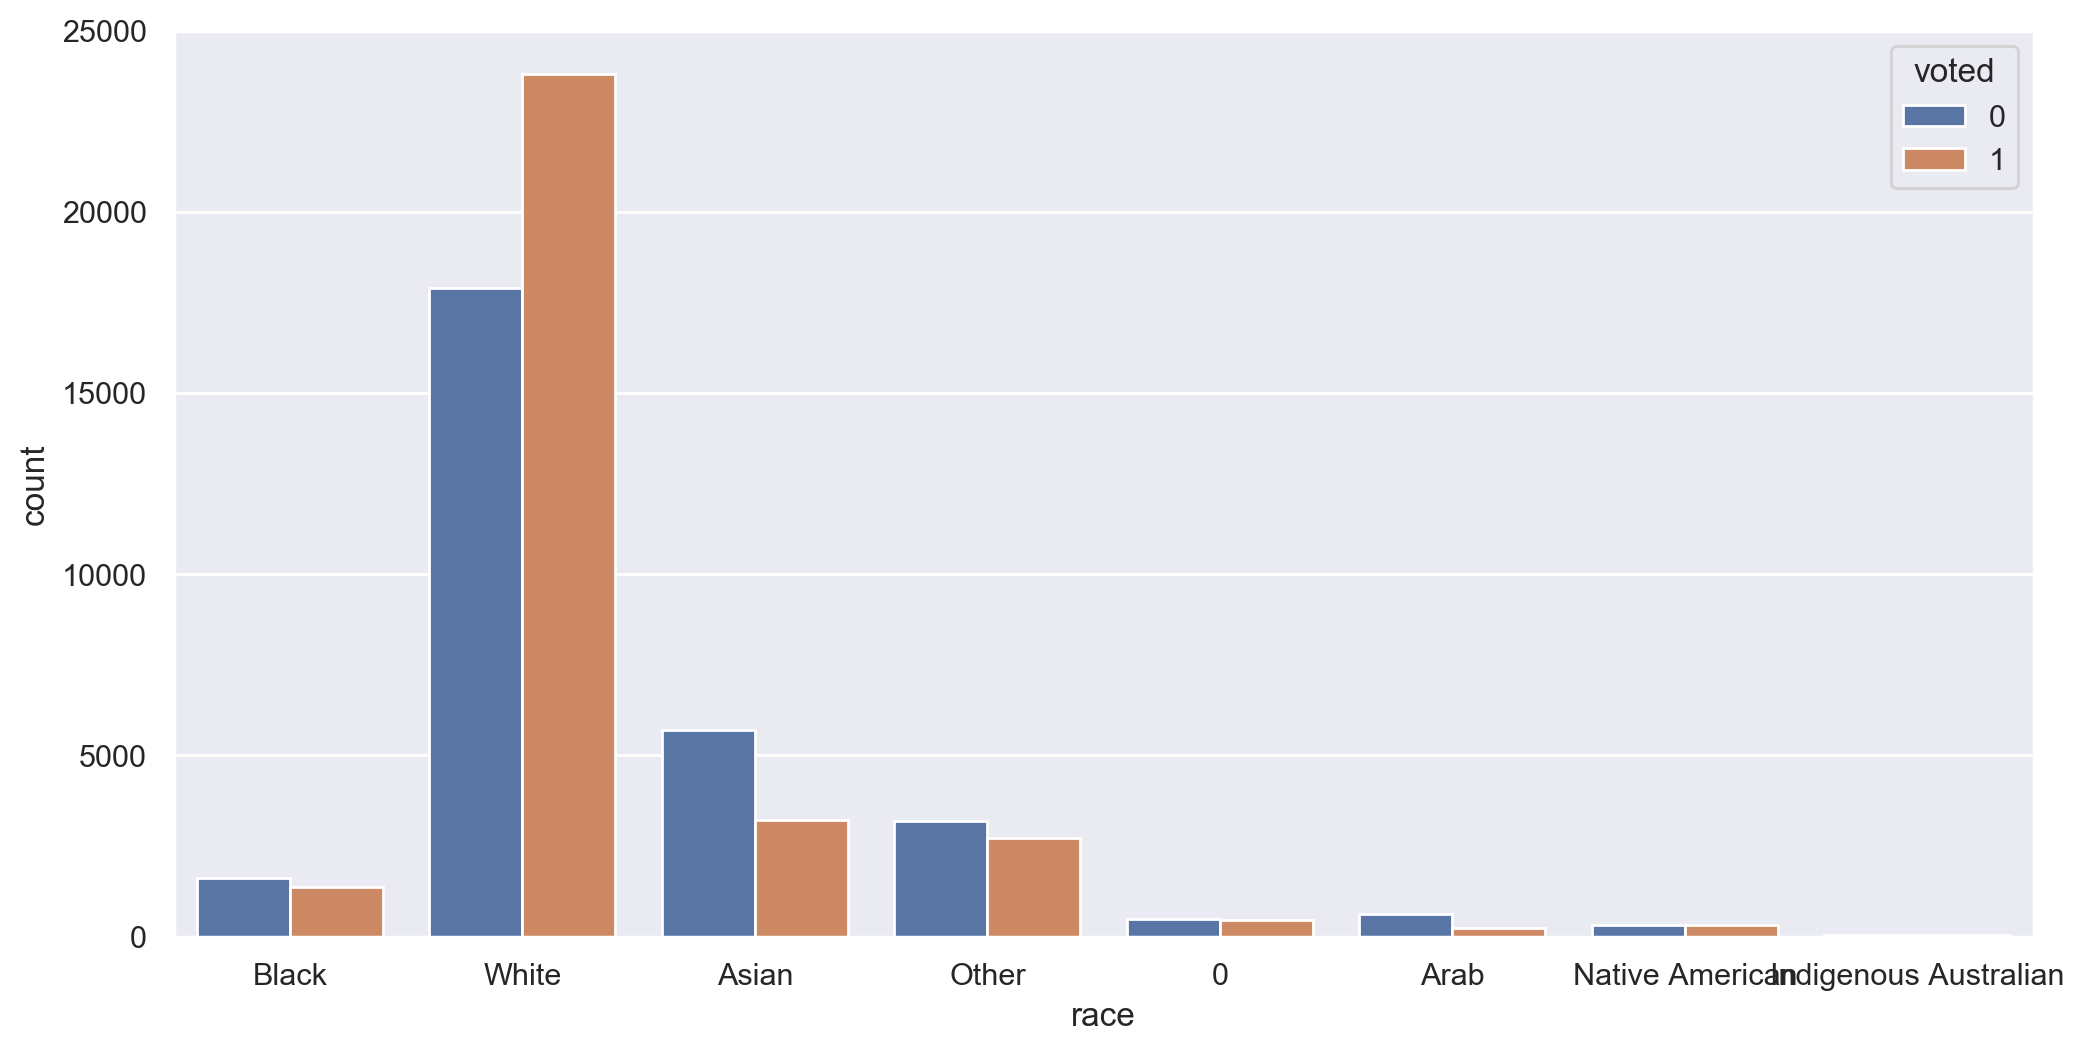 25000
20000
15000
10000
5000
0
count
voted
0
1
Black White Asian Other 0 Arab Native American Indigenous Australian
race